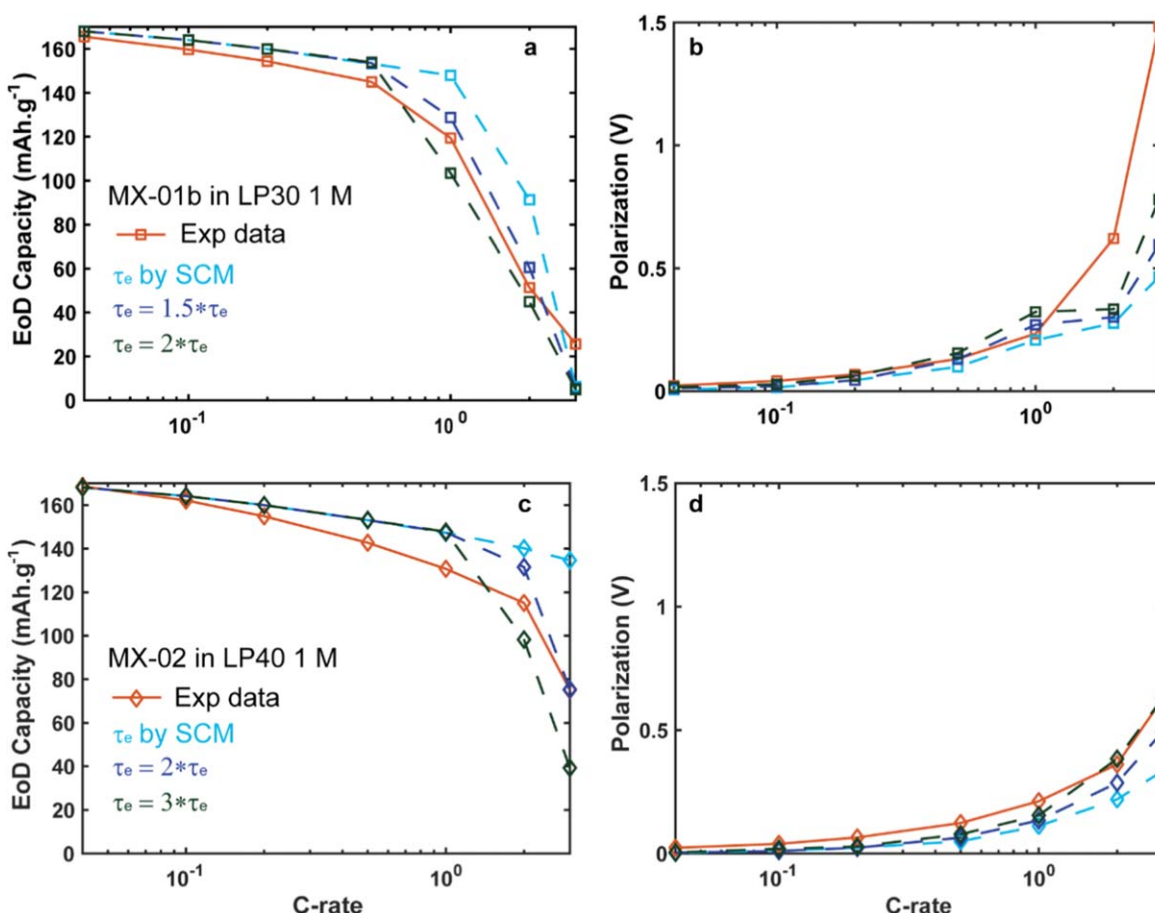 a
EoD Capacity (mAh.g⁻¹)
160
140
120
100
80
60
40
20
0
MX-01b in LP30 1 M
Exp data
τₑ by SCM
τₑ = 1.5*τₑ
τₑ = 2*τₑ
10⁻¹
10⁰
b
Polarization (V)
1.5
1
0.5
0
10⁻¹
10⁰
c
EoD Capacity (mAh.g⁻¹)
160
140
120
100
80
60
40
20
0
MX-02 in LP40 1 M
Exp data
τₑ by SCM
τₑ = 2*τₑ
τₑ = 3*τₑ
10⁻¹
10⁰
C-rate
d
Polarization (V)
1.5
1
0.5
0
10⁻¹
10⁰
C-rate